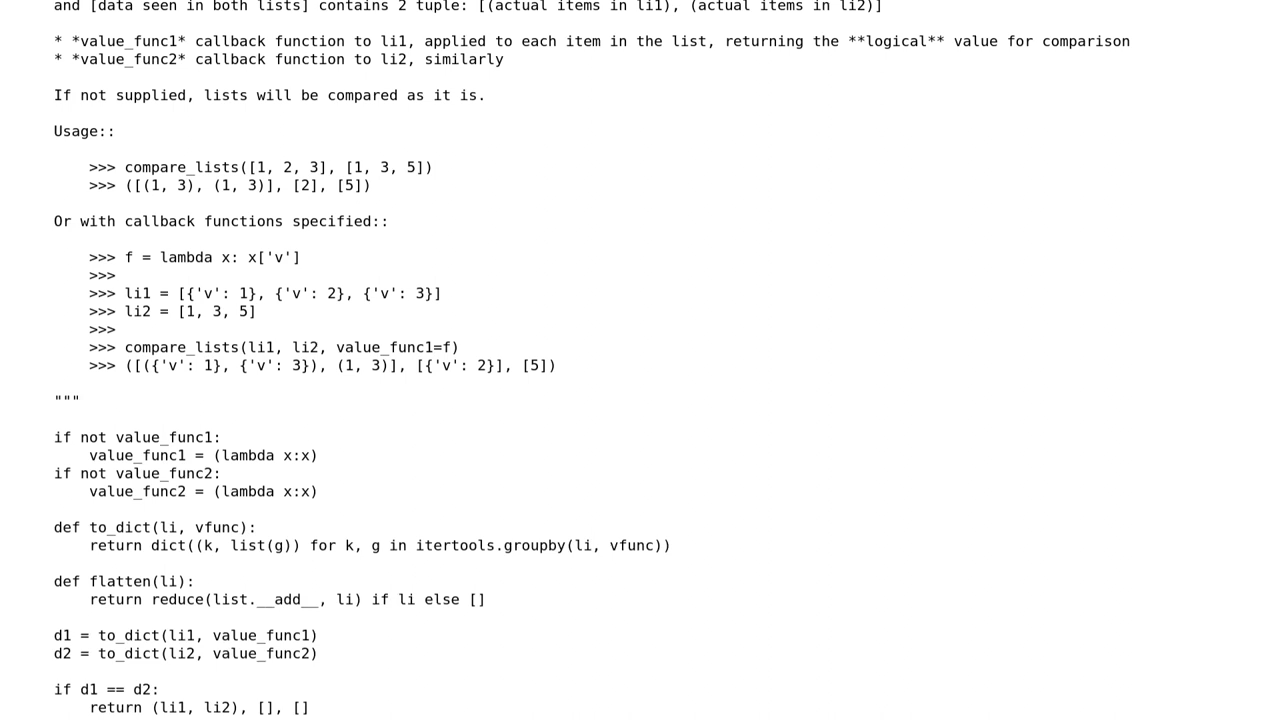 and [data seen in both lists] contains 2 tuple: [(actual items in li1), (actual items in li2)]
* *value_func1* callback function to li1, applied to each item in the list, returning the **logical** value for comparison
* *value_func2* callback function to li2, similarly
If not supplied, lists will be compared as it is.
Usage::
>>> compare_lists([1, 2, 3], [1, 3, 5])
>>> ([(1, 3), (1, 3)], [2], [5])
Or with callback functions specified::
>>> f = lambda x: x['v']
>>>
>>> li1 = [{'v': 1}, {'v': 2}, {'v': 3}]
>>> li2 = [1, 3, 5]
>>>
>>> compare_lists(li1, li2, value_func1=f)
>>> ([({'v': 1}, {'v': 3}), (1, 3)], [{'v': 2}], [5])
"""
if not value_func1:
value_func1 = (lambda x:x)
if not value_func2:
value_func2 = (lambda x:x)
def to_dict(li, vfunc):
return dict((k, list(g)) for k, g in itertools.groupby(li, vfunc))
def flatten(li):
return reduce(list.__add__, li) if li else []
d1 = to_dict(li1, value_func1)
d2 = to_dict(li2, value_func2)
if d1 == d2:
return (li1, li2), [], []